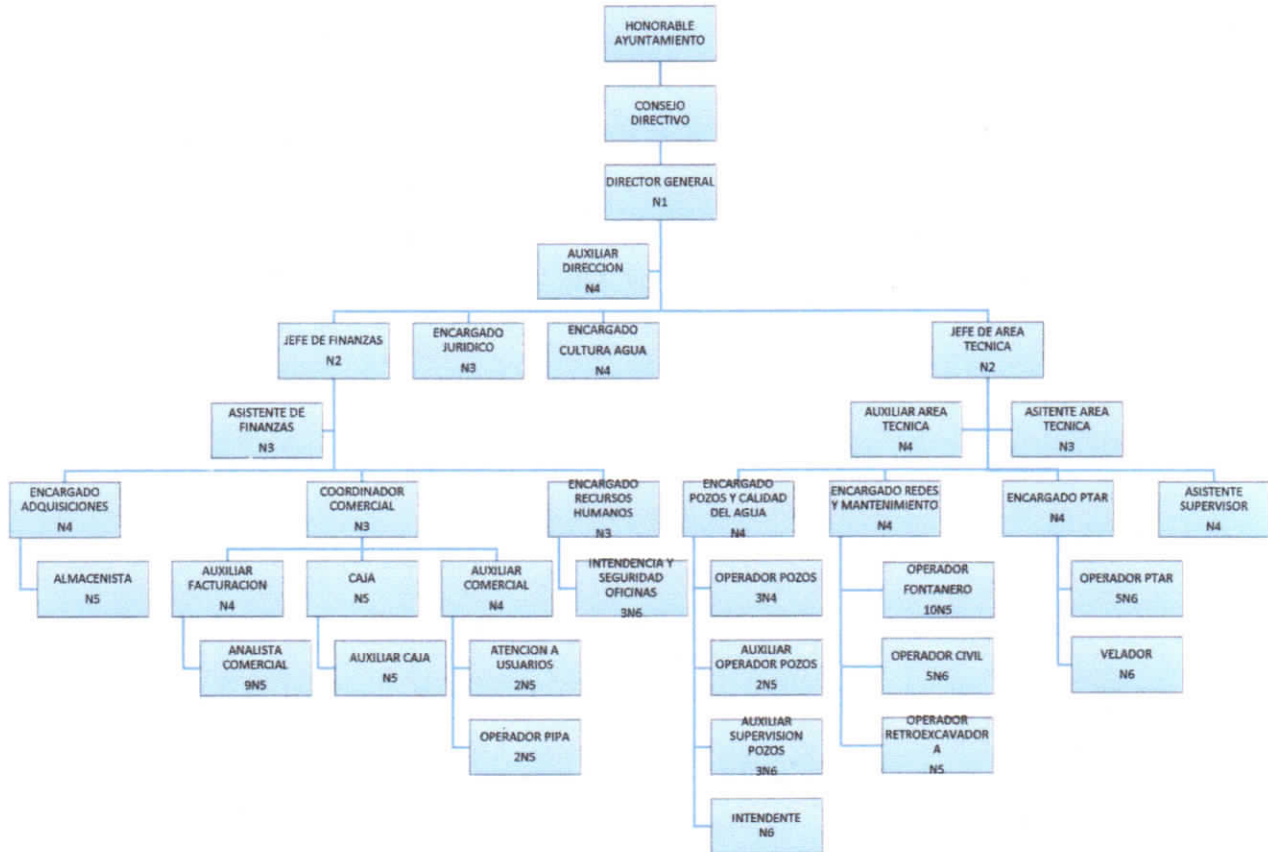 HONORABLE
AYUNTAMIENTO
CONSEJO
DIRECTIVO
DIRECTOR GENERAL
N1
AUXILIAR
DIRECCION
N4
JEFE DE FINANZAS
N2
ENCARGADO
JURIDICO
N3
ENCARGADO
CULTURA AGUA
N4
JEFE DE AREA
TECNICA
N2
ASISTENTE DE
FINANZAS
N3
AUXILIAR AREA
TECNICA
N4
ASITENTE AREA
TECNICA
N3
ENCARGADO
ADQUISICIONES
N4
COORDINADOR
COMERCIAL
N3
ENCARGADO
RECURSOS
HUMANOS
N3
ENCARGADO
POZOS Y CALIDAD
DEL AGUA
N4
ENCARGADO REDES
Y MANTENIMIENTO
N4
ENCARGADO PTAR
N4
ASISTENTE
SUPERVISOR
N4
ALMACENISTA
N5
AUXILIAR
FACTURACION
N4
CAJA
N5
AUXILIAR
COMERCIAL
N4
INTENDENCIA Y
SEGURIDAD
OFICINAS
3N6
OPERADOR POZOS
3N4
OPERADOR
FONTANERO
10N5
OPERADOR PTAR
5N6
ANALISTA
COMERCIAL
9N5
AUXILIAR CAJA
N5
ATENCION A
USUARIOS
2N5
AUXILIAR
OPERADOR POZOS
2N5
OPERADOR CIVIL
5N6
VELADOR
N6
OPERADOR PIPA
2N5
AUXILIAR
SUPERVISION
POZOS
3N6
OPERADOR
RETROEXCAVADOR
A
N5
INTENDENTE
N6